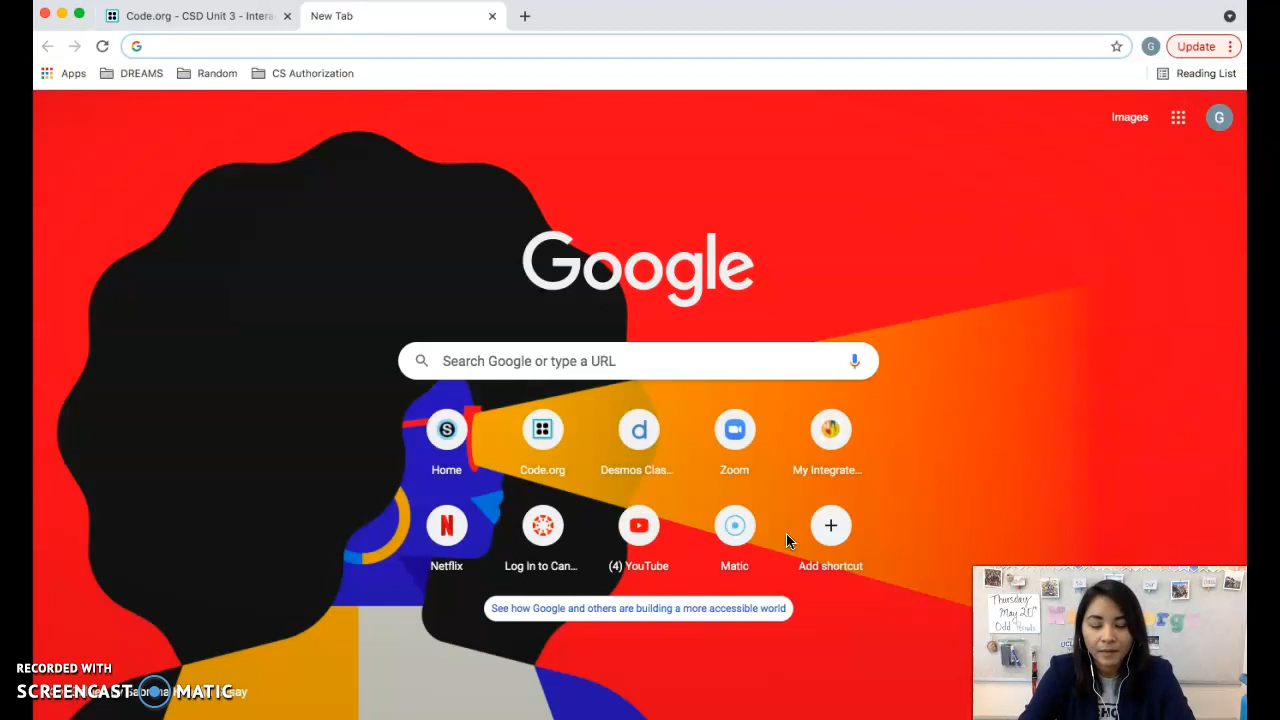 Code.org - CSD Unit 3 - Intera
New Tab
Update
Apps
DREAMS
Random
CS Authorization
Reading List
Images
G
Google
Search Google or type a URL
Home
Code.org
Desmos Clas...
Zoom
My Integrate...
Netflix
Log in to Can...
(4) YouTube
Matic
Add shortcut
See how Google and others are building a more accessible world
Thursday
May 20th
Odd Periods
RECORDED WITH
SCREENCAST MATIC